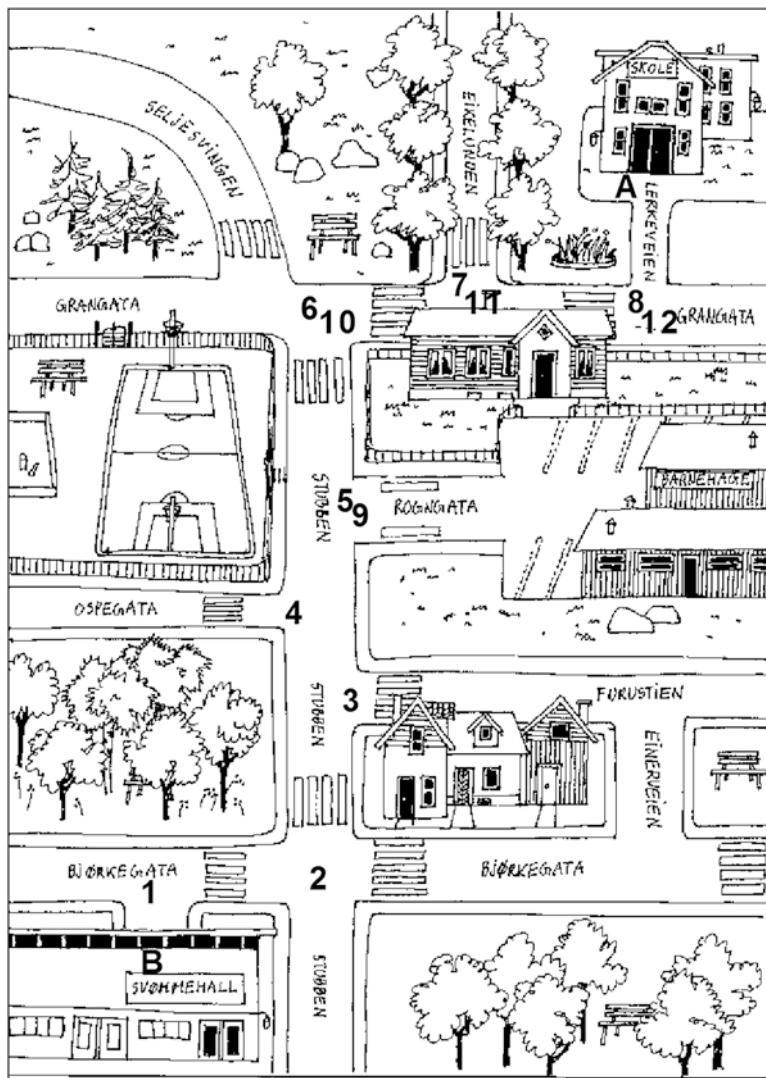 SKOLE
SELJESVINGEN
EIKELUNDEN
A
LERKEVEIEN
GRANGATA
6
10
7
11
8
12
GRANGATA
STUBBEN
5
9
ROGNGATA
BARNEHAGE
OSPEGATA
4
STUBBEN
3
FURUSTIEN
EINERVEIEN
BJØRKEGATA
1
2
BJØRKEGATA
B
SVØMMEHALL
STUBBEN